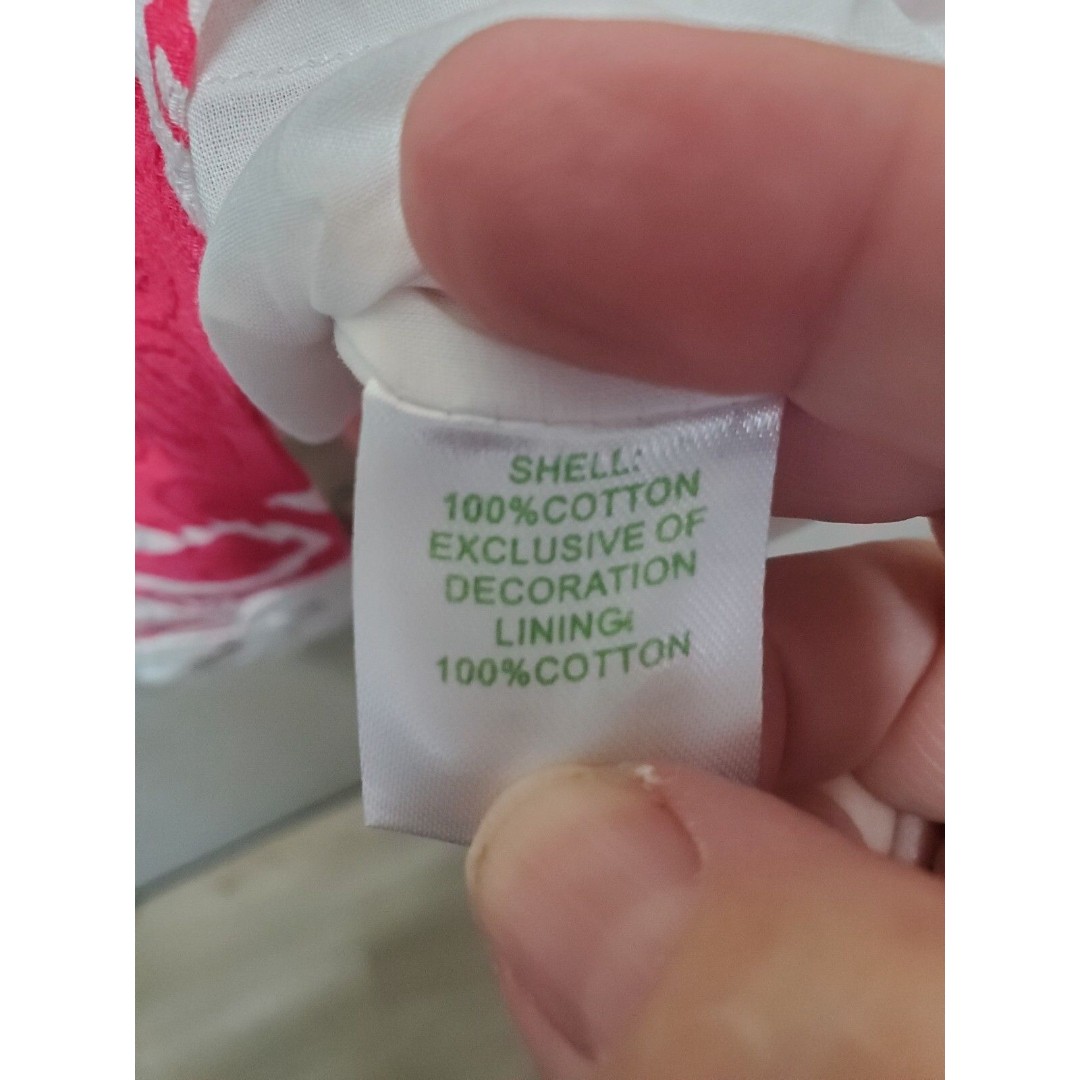 SHELL:
100%COTTON
EXCLUSIVE OF
DECORATION
LINING:
100%COTTON